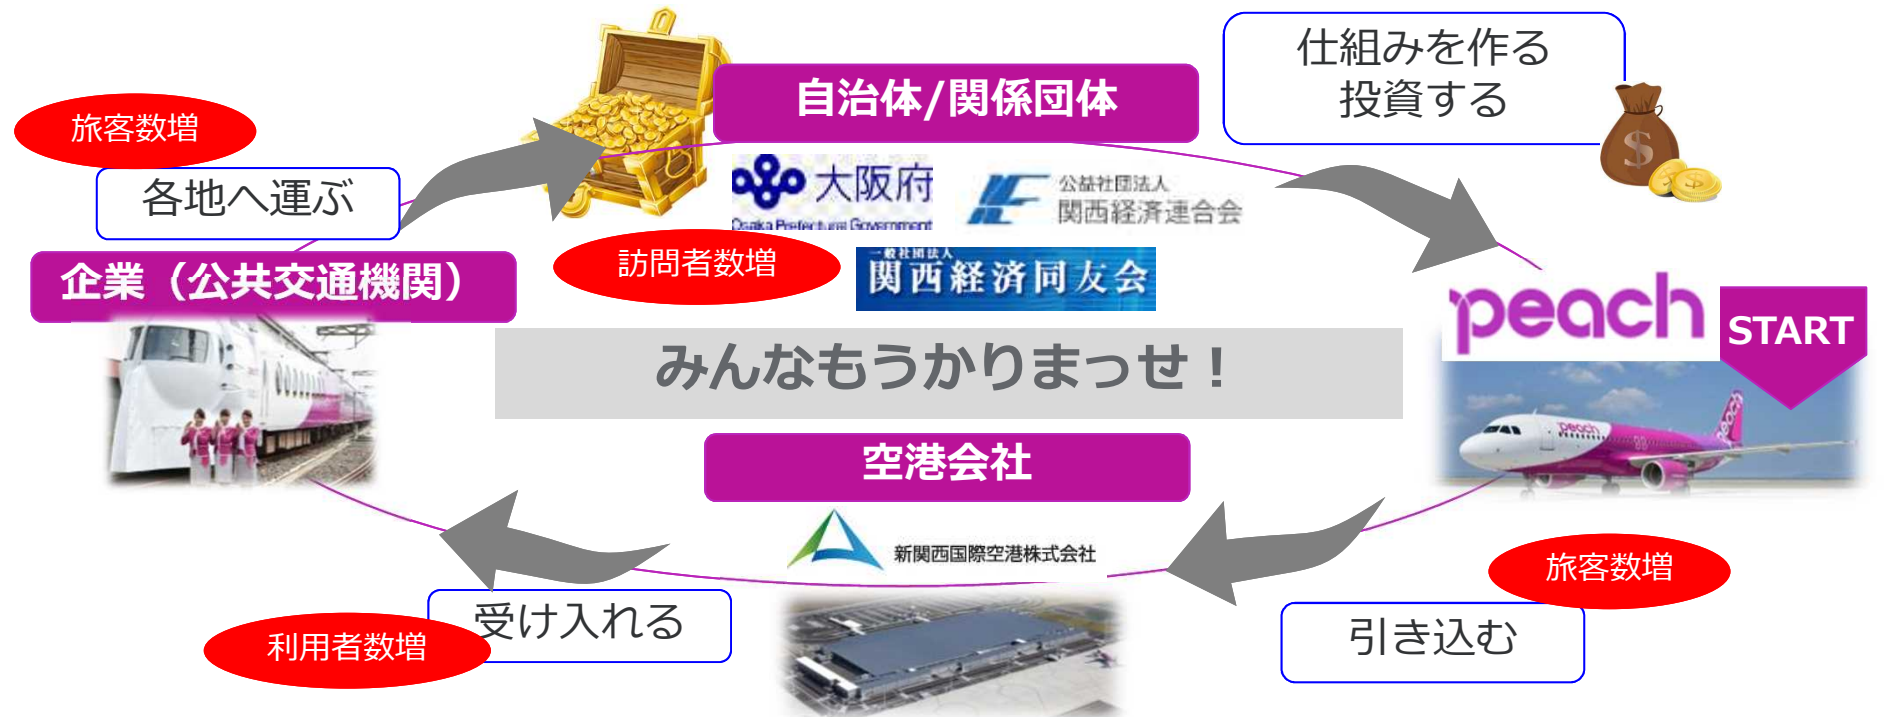 仕組みを作る
投資する
自治体/関係団体
旅客数増
各地へ運ぶ
大阪府
Osaka Prefectural Government
公益社団法人
関西経済連合会
訪問者数増
一般社団法人
関西経済同友会
企業（公共交通機関）
peach
START
みんなもうかりまっせ！
peach
peach
空港会社
新関西国際空港株式会社
旅客数増
引き込む
受け入れる
利用者数増
$